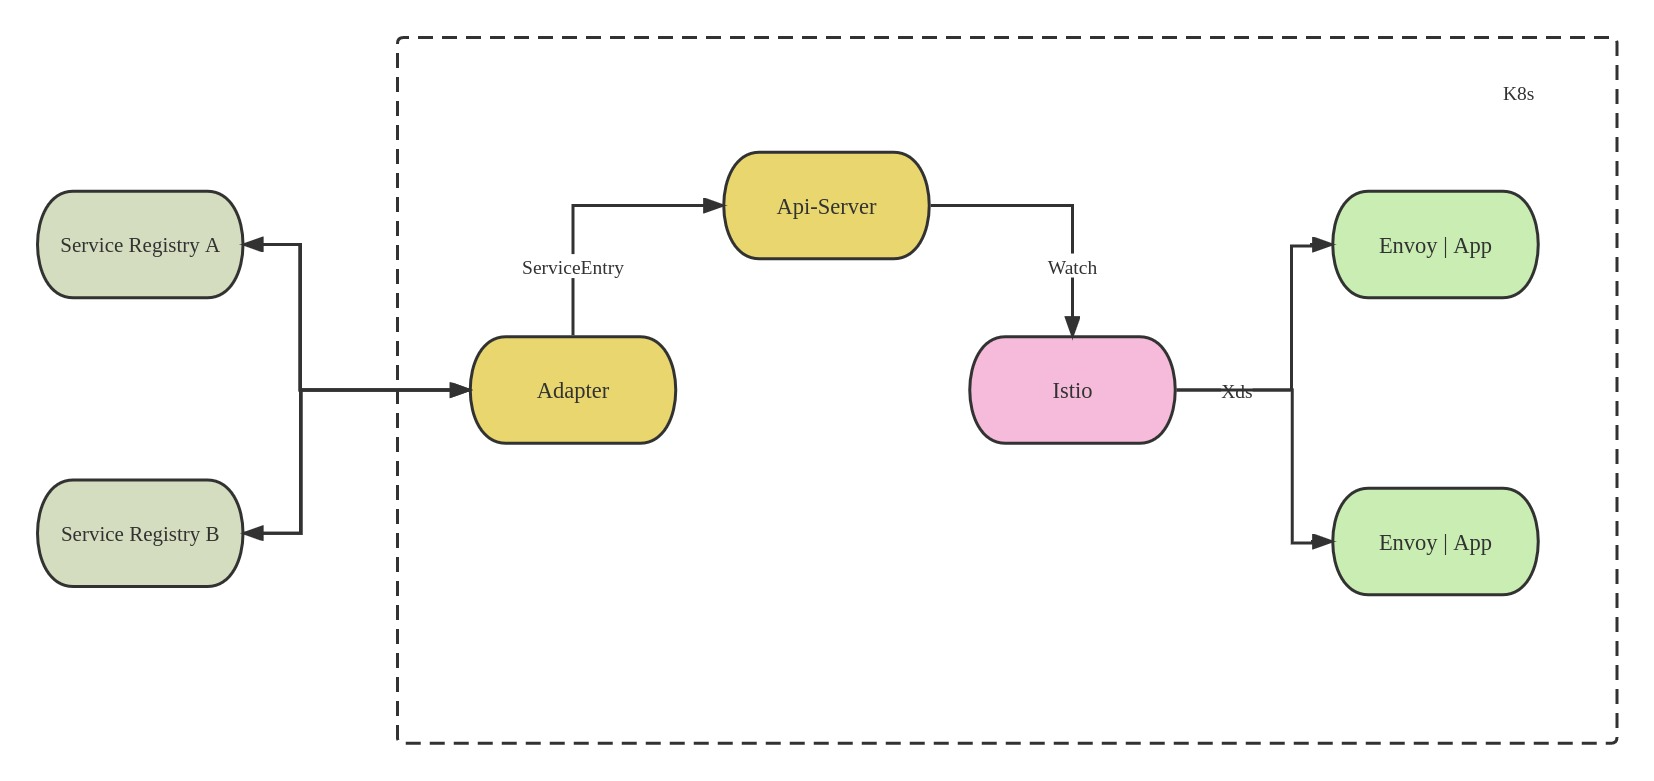 K8s
Api-Server
Service Registry A
Envoy | App
ServiceEntry
Watch
Adapter
Istio
Xds
Service Registry B
Envoy | App